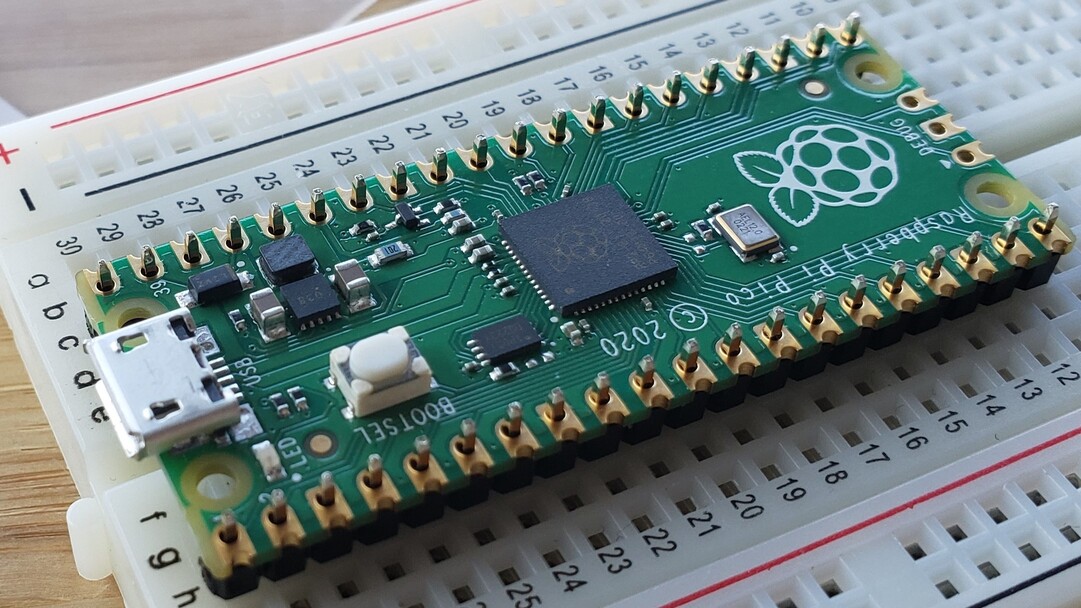 +
−
30 29 28 27 26 25 24 23 22 21 20 19 18 17 16 15 14 13 12 11 10
a
b
c
d
e
39
USB
BOOTSEL
LED
2
DEBUG
Raspberry Pi Pico
© 2020
f
g
h
25 24 23 22 21 20 19 18 17 16 15 14 13 12